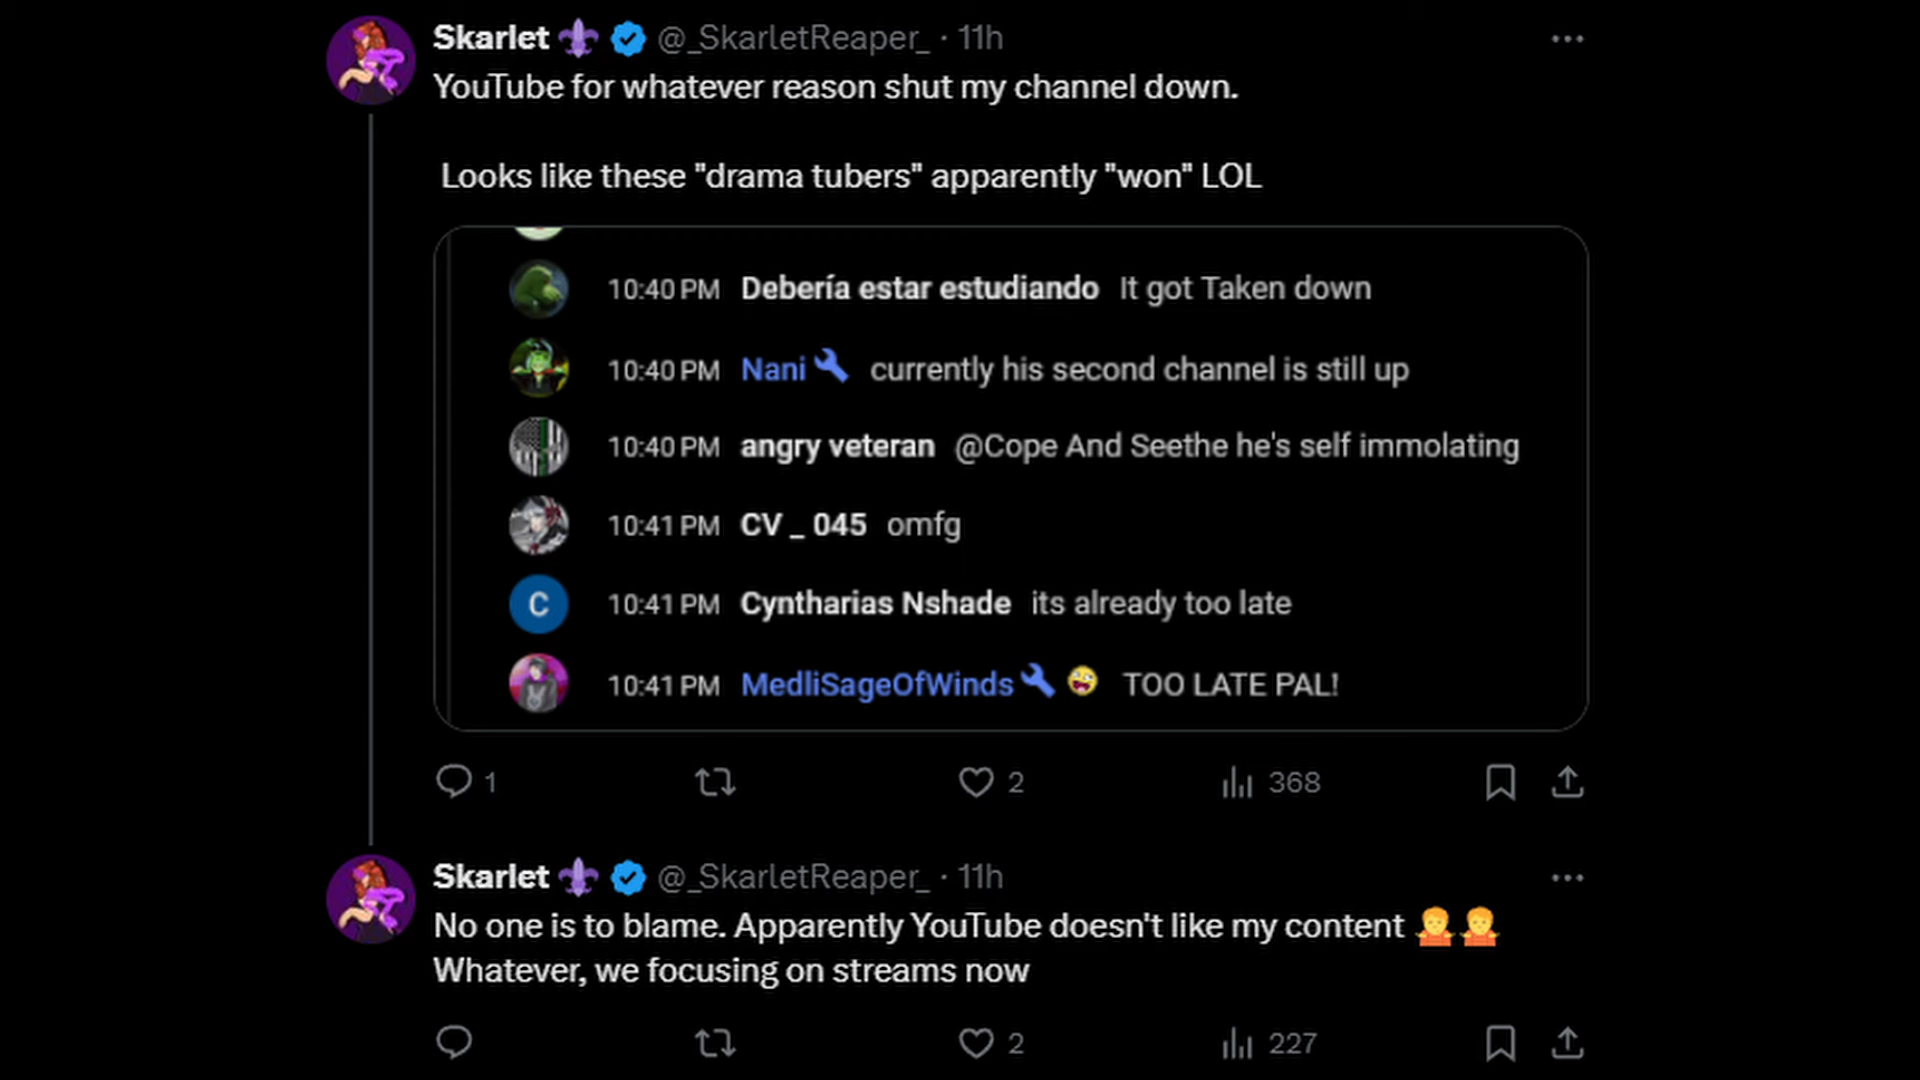 Skarlet @_SkarletReaper_ · 11h
YouTube for whatever reason shut my channel down.
Looks like these "drama tubers" apparently "won" LOL
10:40 PM Debería estar estudiando It got Taken down
10:40 PM Nani currently his second channel is still up
10:40 PM angry veteran @Cope And Seethe he's self immolating
10:41 PM CV _ 045 omfg
C 10:41 PM Cyntharias Nshade its already too late
10:41 PM MedliSageOfWinds TOO LATE PAL!
1 2 368
Skarlet @_SkarletReaper_ · 11h
No one is to blame. Apparently YouTube doesn't like my content
Whatever, we focusing on streams now
2 227